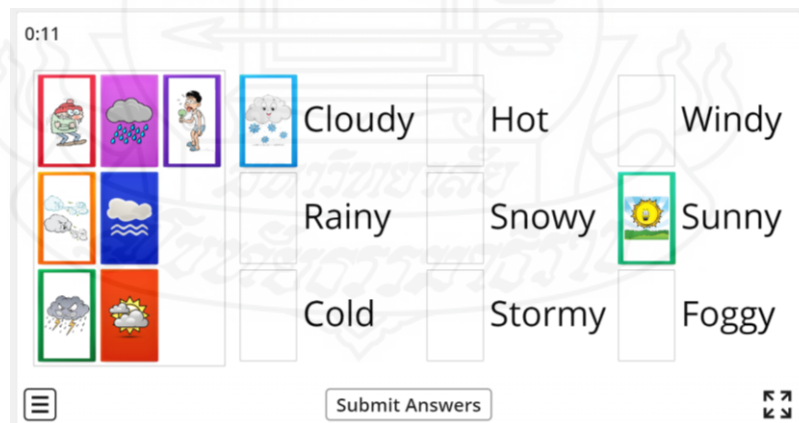 0:11
Cloudy Hot Windy
Rainy Snowy Sunny
Cold Stormy Foggy
Submit Answers